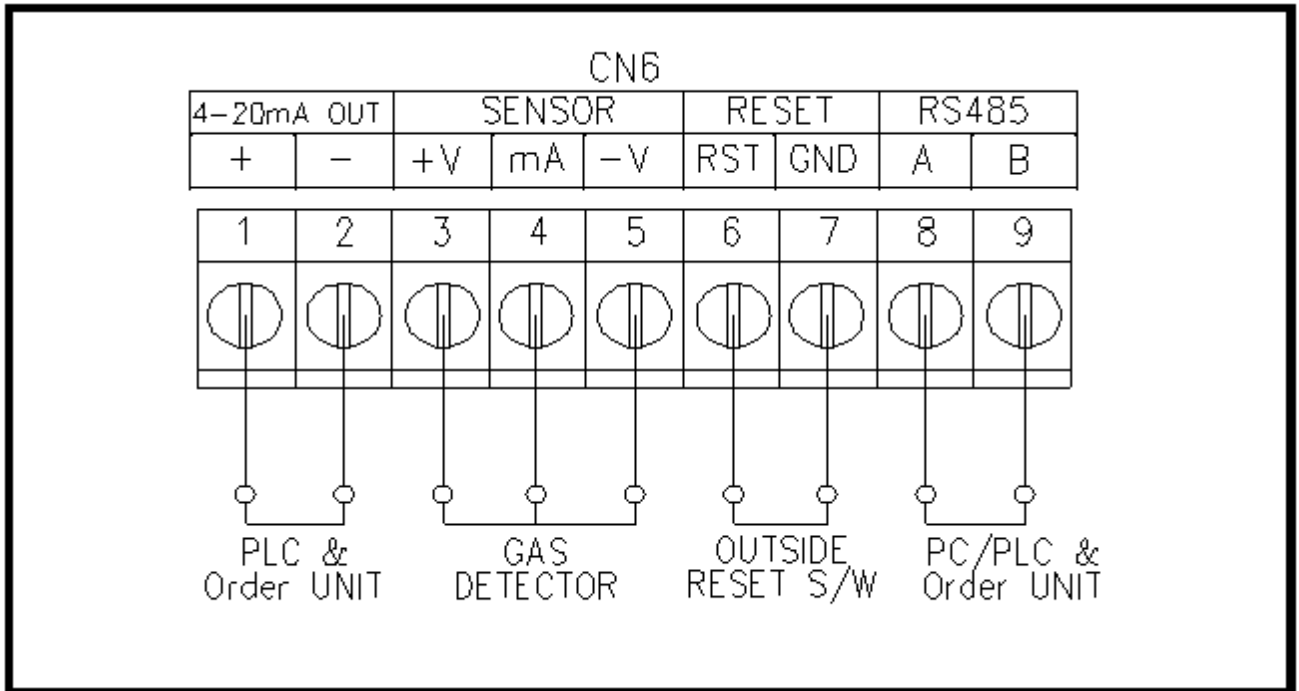 CN6
4-20mA OUT SENSOR RESET RS485
+ - +V mA -V RST GND A B
1 2 3 4 5 6 7 8 9
PLC & GAS OUTSIDE PC/PLC &
Order UNIT DETECTOR RESET S/W Order UNIT